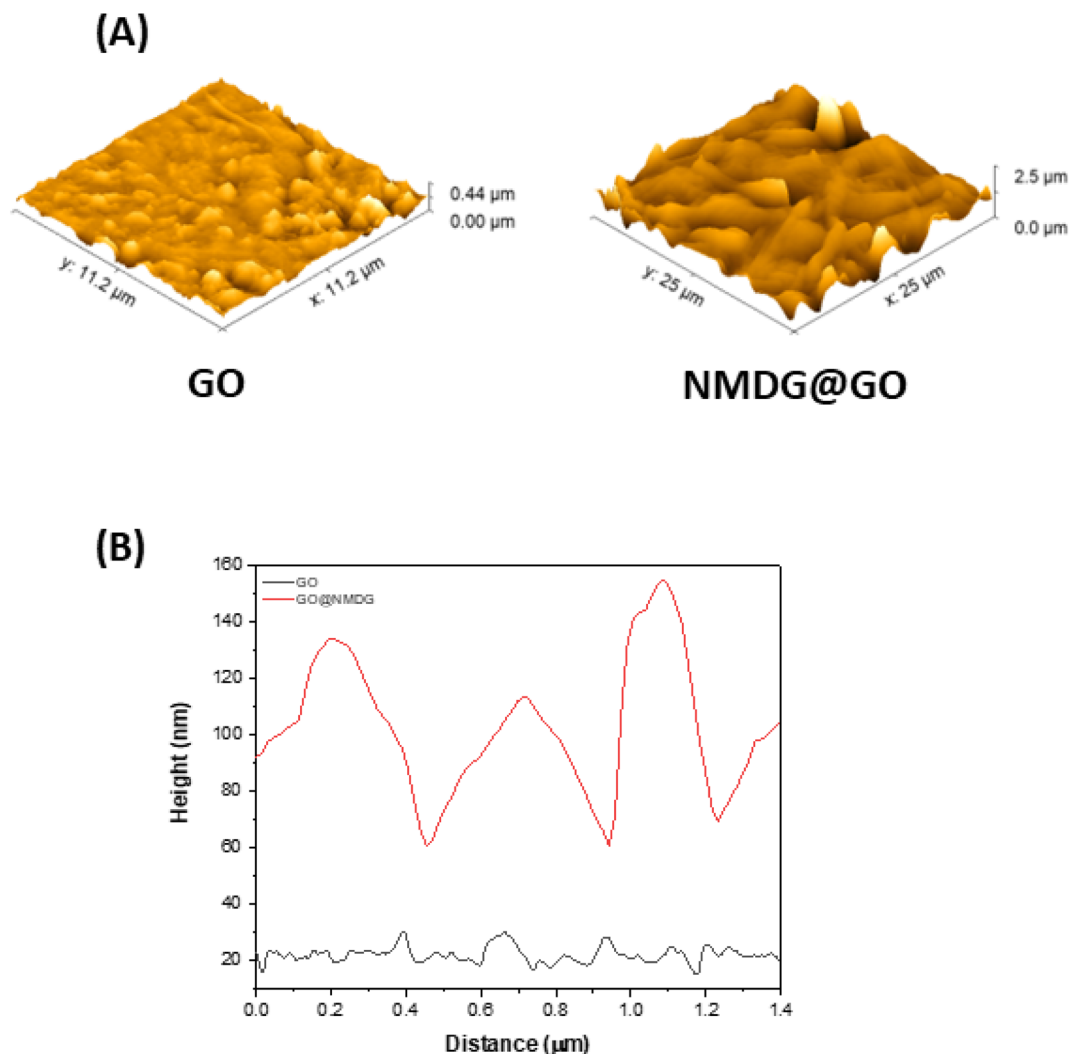 (A)
0.44 µm
0.00 µm
y: 11.2 µm
x: 11.2 µm
GO
2.5 µm
0.0 µm
y: 25 µm
x: 25 µm
NMDG@GO
(B)
GO
GO@NMDG
Height (nm)
160
140
120
100
80
60
40
20
0.0 0.2 0.4 0.6 0.8 1.0 1.2 1.4
Distance (µm)